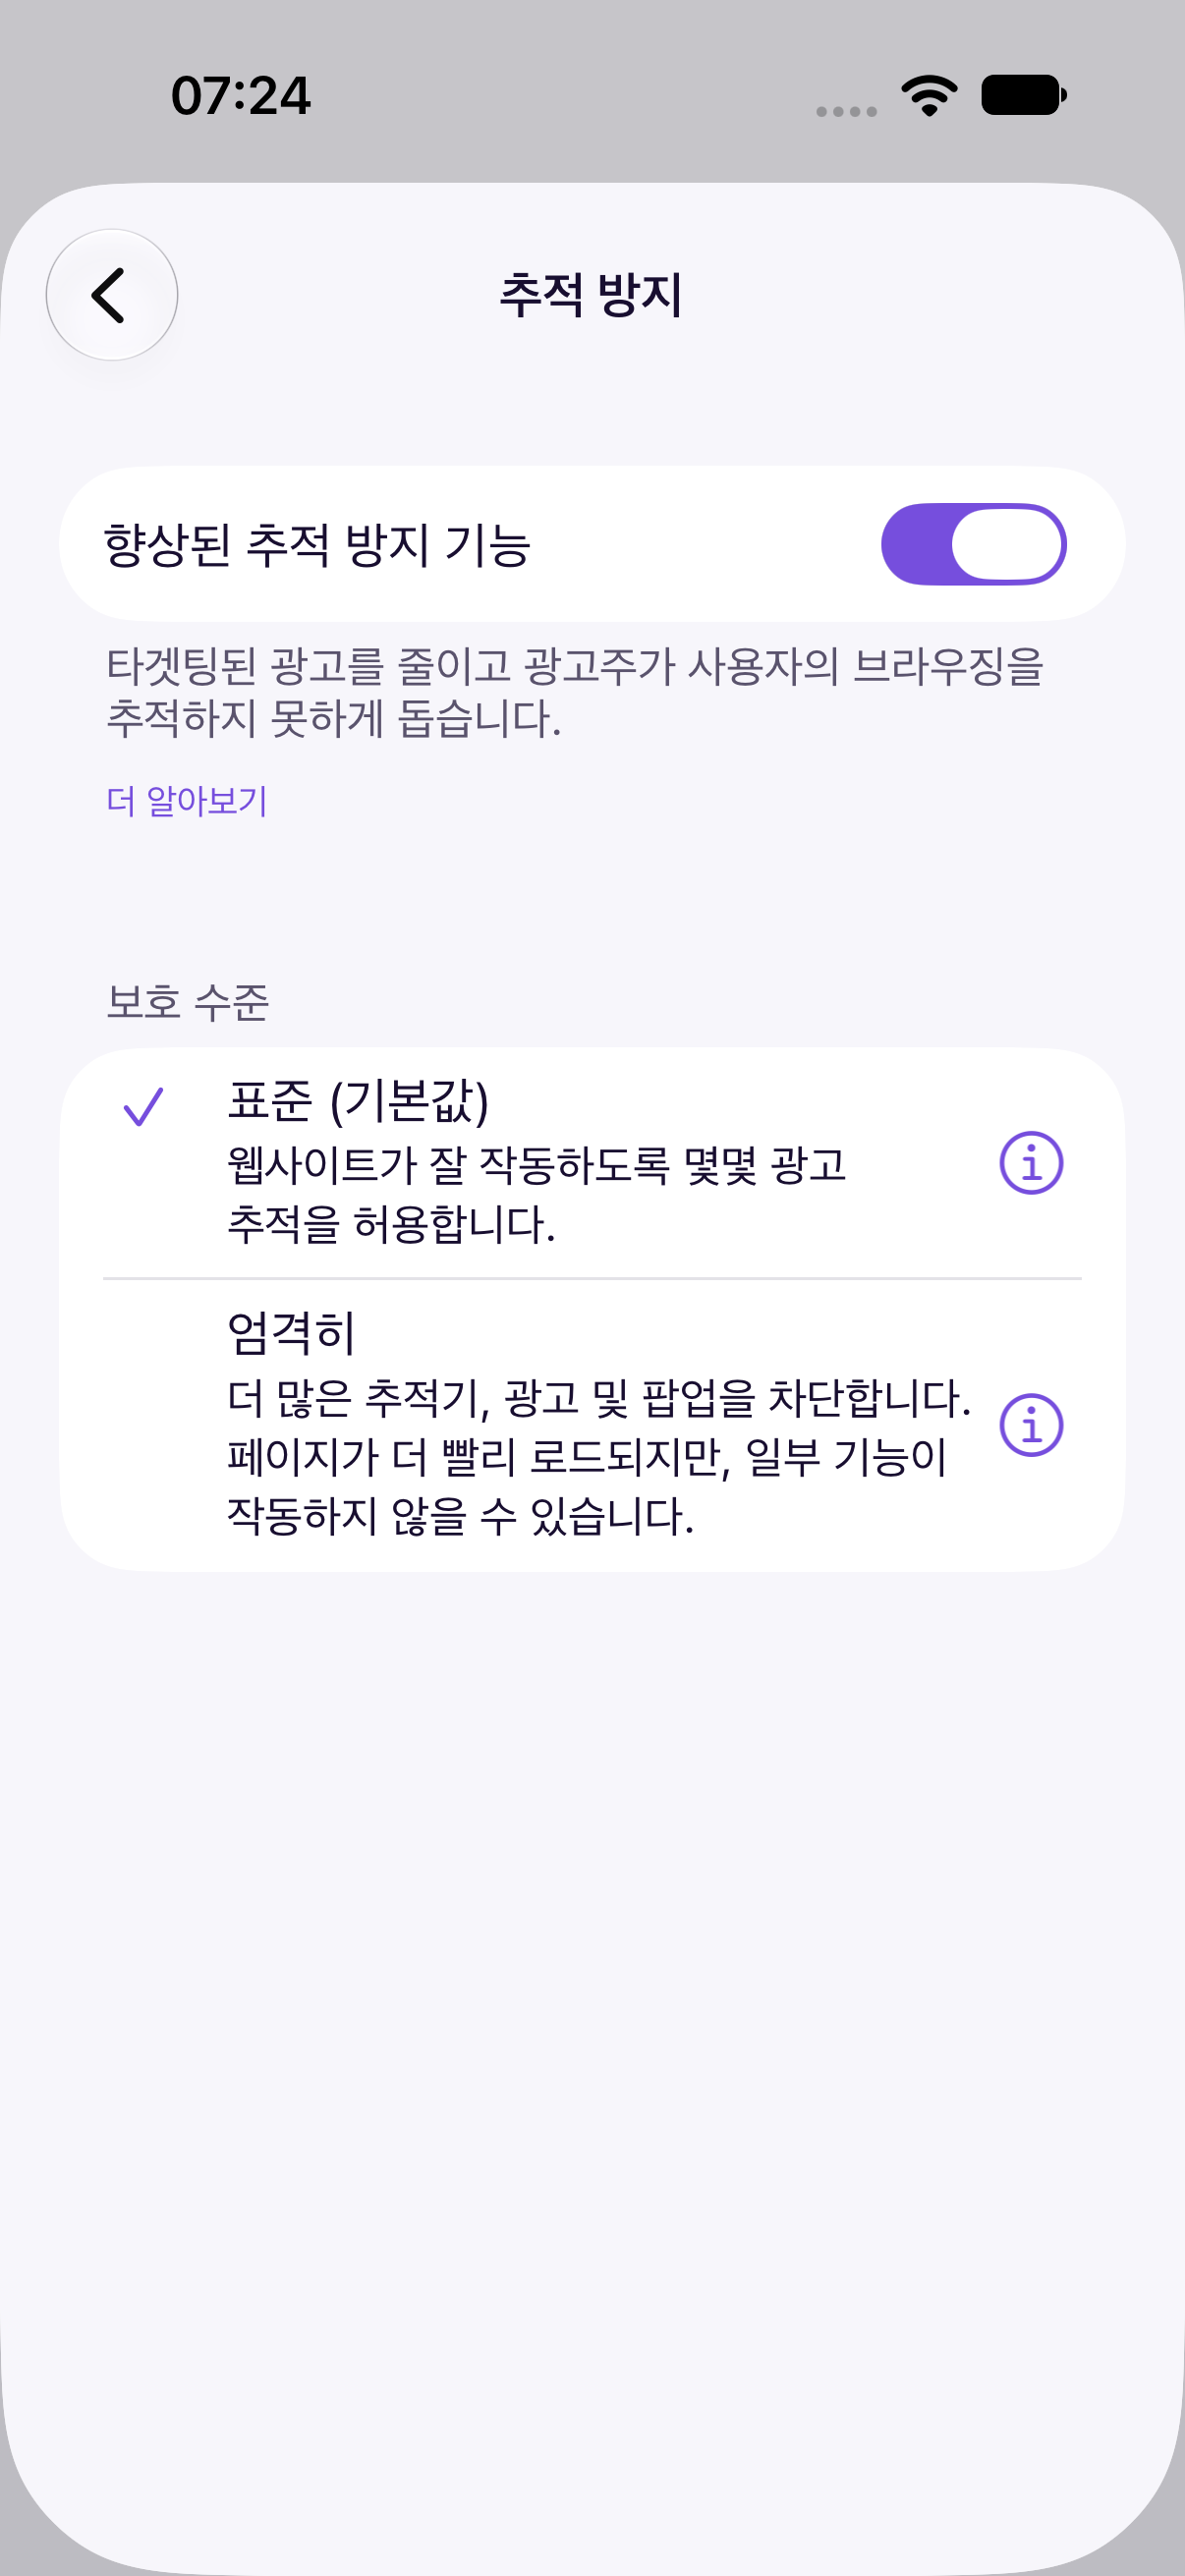 07:24
추적 방지
향상된 추적 방지 기능
타겟팅된 광고를 줄이고 광고주가 사용자의 브라우징을
추적하지 못하게 돕습니다.
더 알아보기
보호 수준
표준 (기본값)
웹사이트가 잘 작동하도록 몇몇 광고
추적을 허용합니다.
엄격히
더 많은 추적기, 광고 및 팝업을 차단합니다.
페이지가 더 빨리 로드되지만, 일부 기능이
작동하지 않을 수 있습니다.